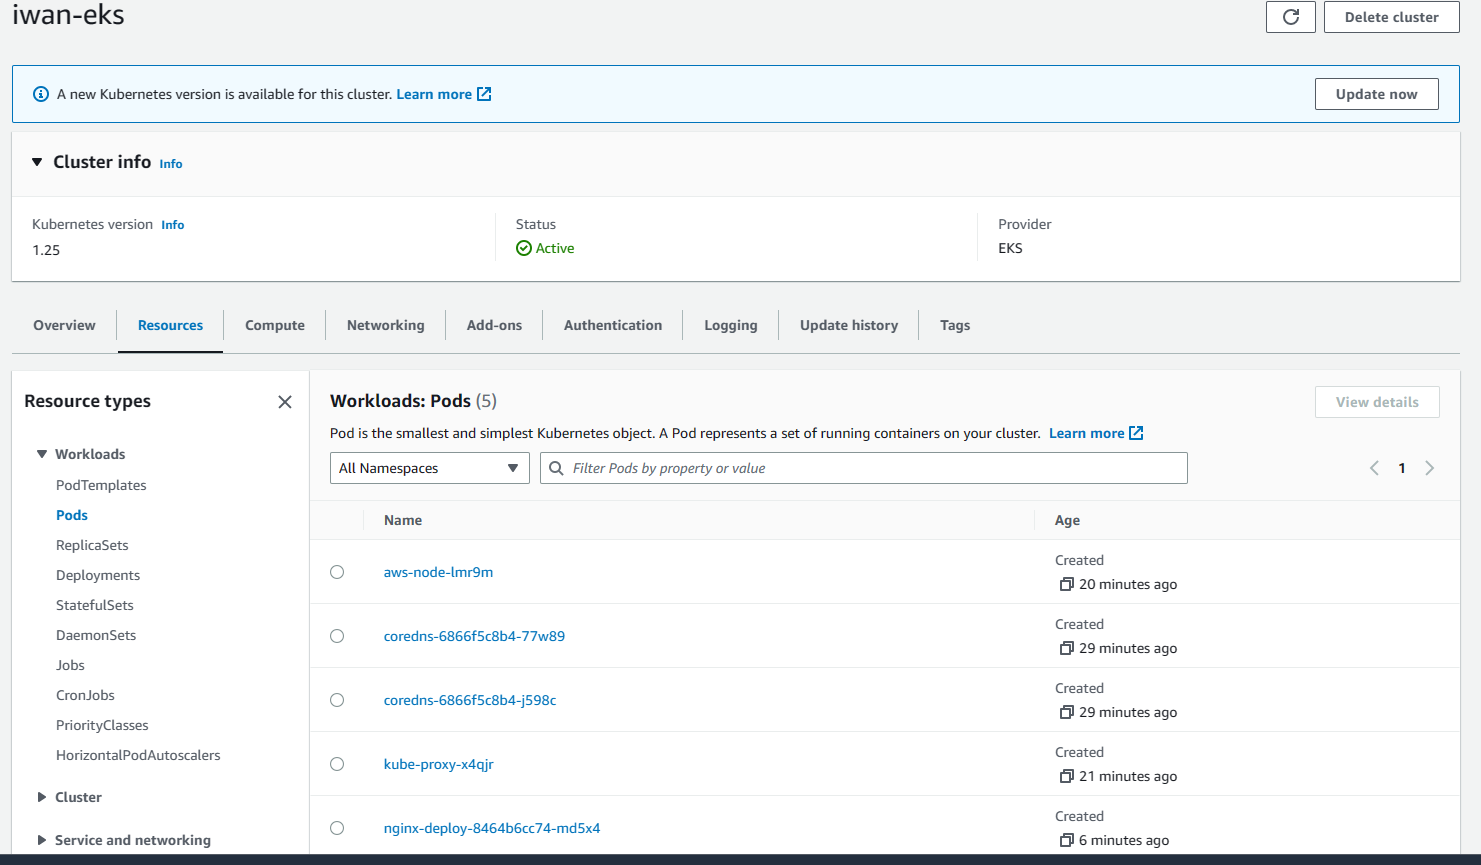 iwan-eks
Delete cluster
A new Kubernetes version is available for this cluster. Learn more
Update now
Cluster info Info
Kubernetes version Info
1.25
Status
Active
Provider
EKS
Overview
Resources
Compute
Networking
Add-ons
Authentication
Logging
Update history
Tags
Resource types
Workloads
PodTemplates
Pods
ReplicaSets
Deployments
StatefulSets
DaemonSets
Jobs
CronJobs
PriorityClasses
HorizontalPodAutoscalers
Cluster
Service and networking
Workloads: Pods (5)
View details
Pod is the smallest and simplest Kubernetes object. A Pod represents a set of running containers on your cluster. Learn more
All Namespaces
Filter Pods by property or value
1
Name
Age
aws-node-lmr9m
Created
20 minutes ago
coredns-6866f5c8b4-77w89
Created
29 minutes ago
coredns-6866f5c8b4-j598c
Created
29 minutes ago
kube-proxy-x4qjr
Created
21 minutes ago
nginx-deploy-8464b6cc74-md5x4
Created
6 minutes ago